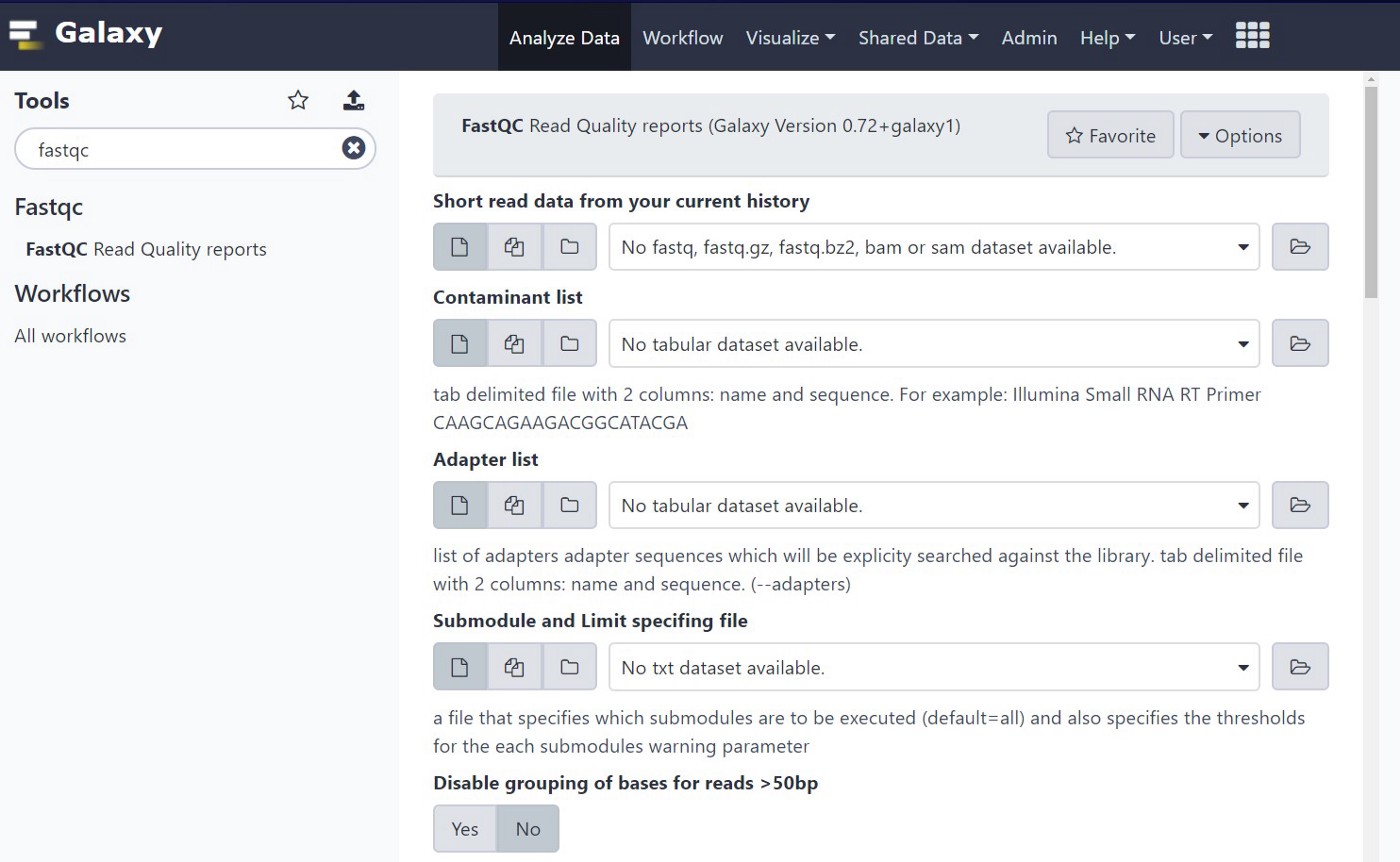 Galaxy
Analyze Data Workflow Visualize Shared Data Admin Help User
Tools
fastqc
Fastqc
FastQC Read Quality reports
Workflows
All workflows
FastQC Read Quality reports (Galaxy Version 0.72+galaxy1)
Favorite
Options
Short read data from your current history
No fastq, fastq.gz, fastq.bz2, bam or sam dataset available.
Contaminant list
No tabular dataset available.
tab delimited file with 2 columns: name and sequence. For example: Illumina Small RNA RT Primer
CAAGCAGAAGACGGCATACGA
Adapter list
No tabular dataset available.
list of adapters adapter sequences which will be explicity searched against the library. tab delimited file
with 2 columns: name and sequence. (--adapters)
Submodule and Limit specifing file
No txt dataset available.
a file that specifies which submodules are to be executed (default=all) and also specifies the thresholds
for the each submodules warning parameter
Disable grouping of bases for reads >50bp
Yes No